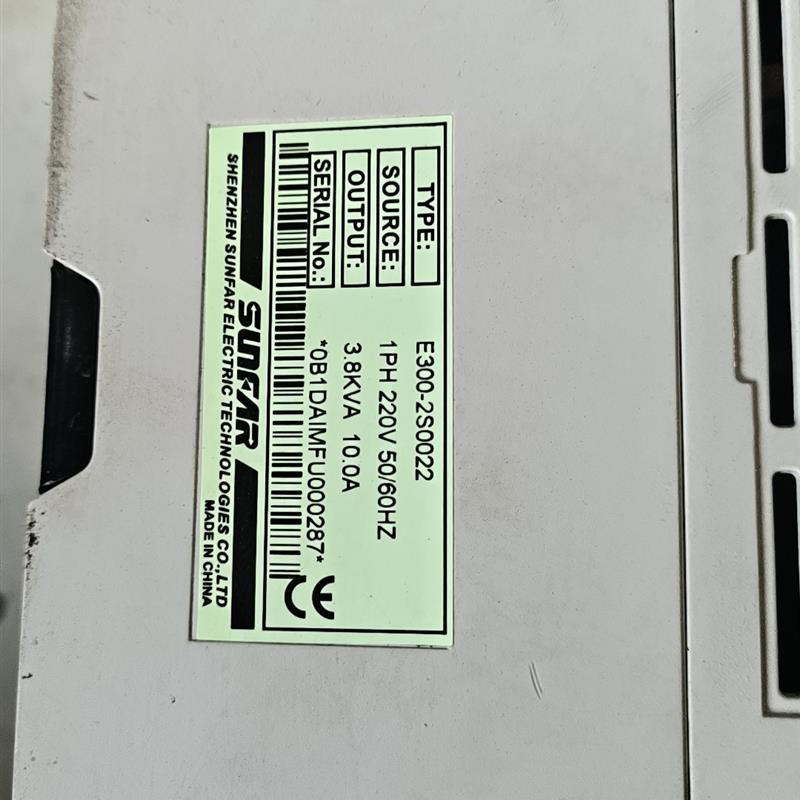 TYPE: E300-2S0022
SOURCE: 1PH 220V 50/60HZ
OUTPUT: 3.8KVA 10.0A
SERIAL No.: *0B1DAIMFU000287*
CE
SUNFAR
SHENZHEN SUNFAR ELECTRIC TECHNOLOGIES CO.,LTD
MADE IN CHINA